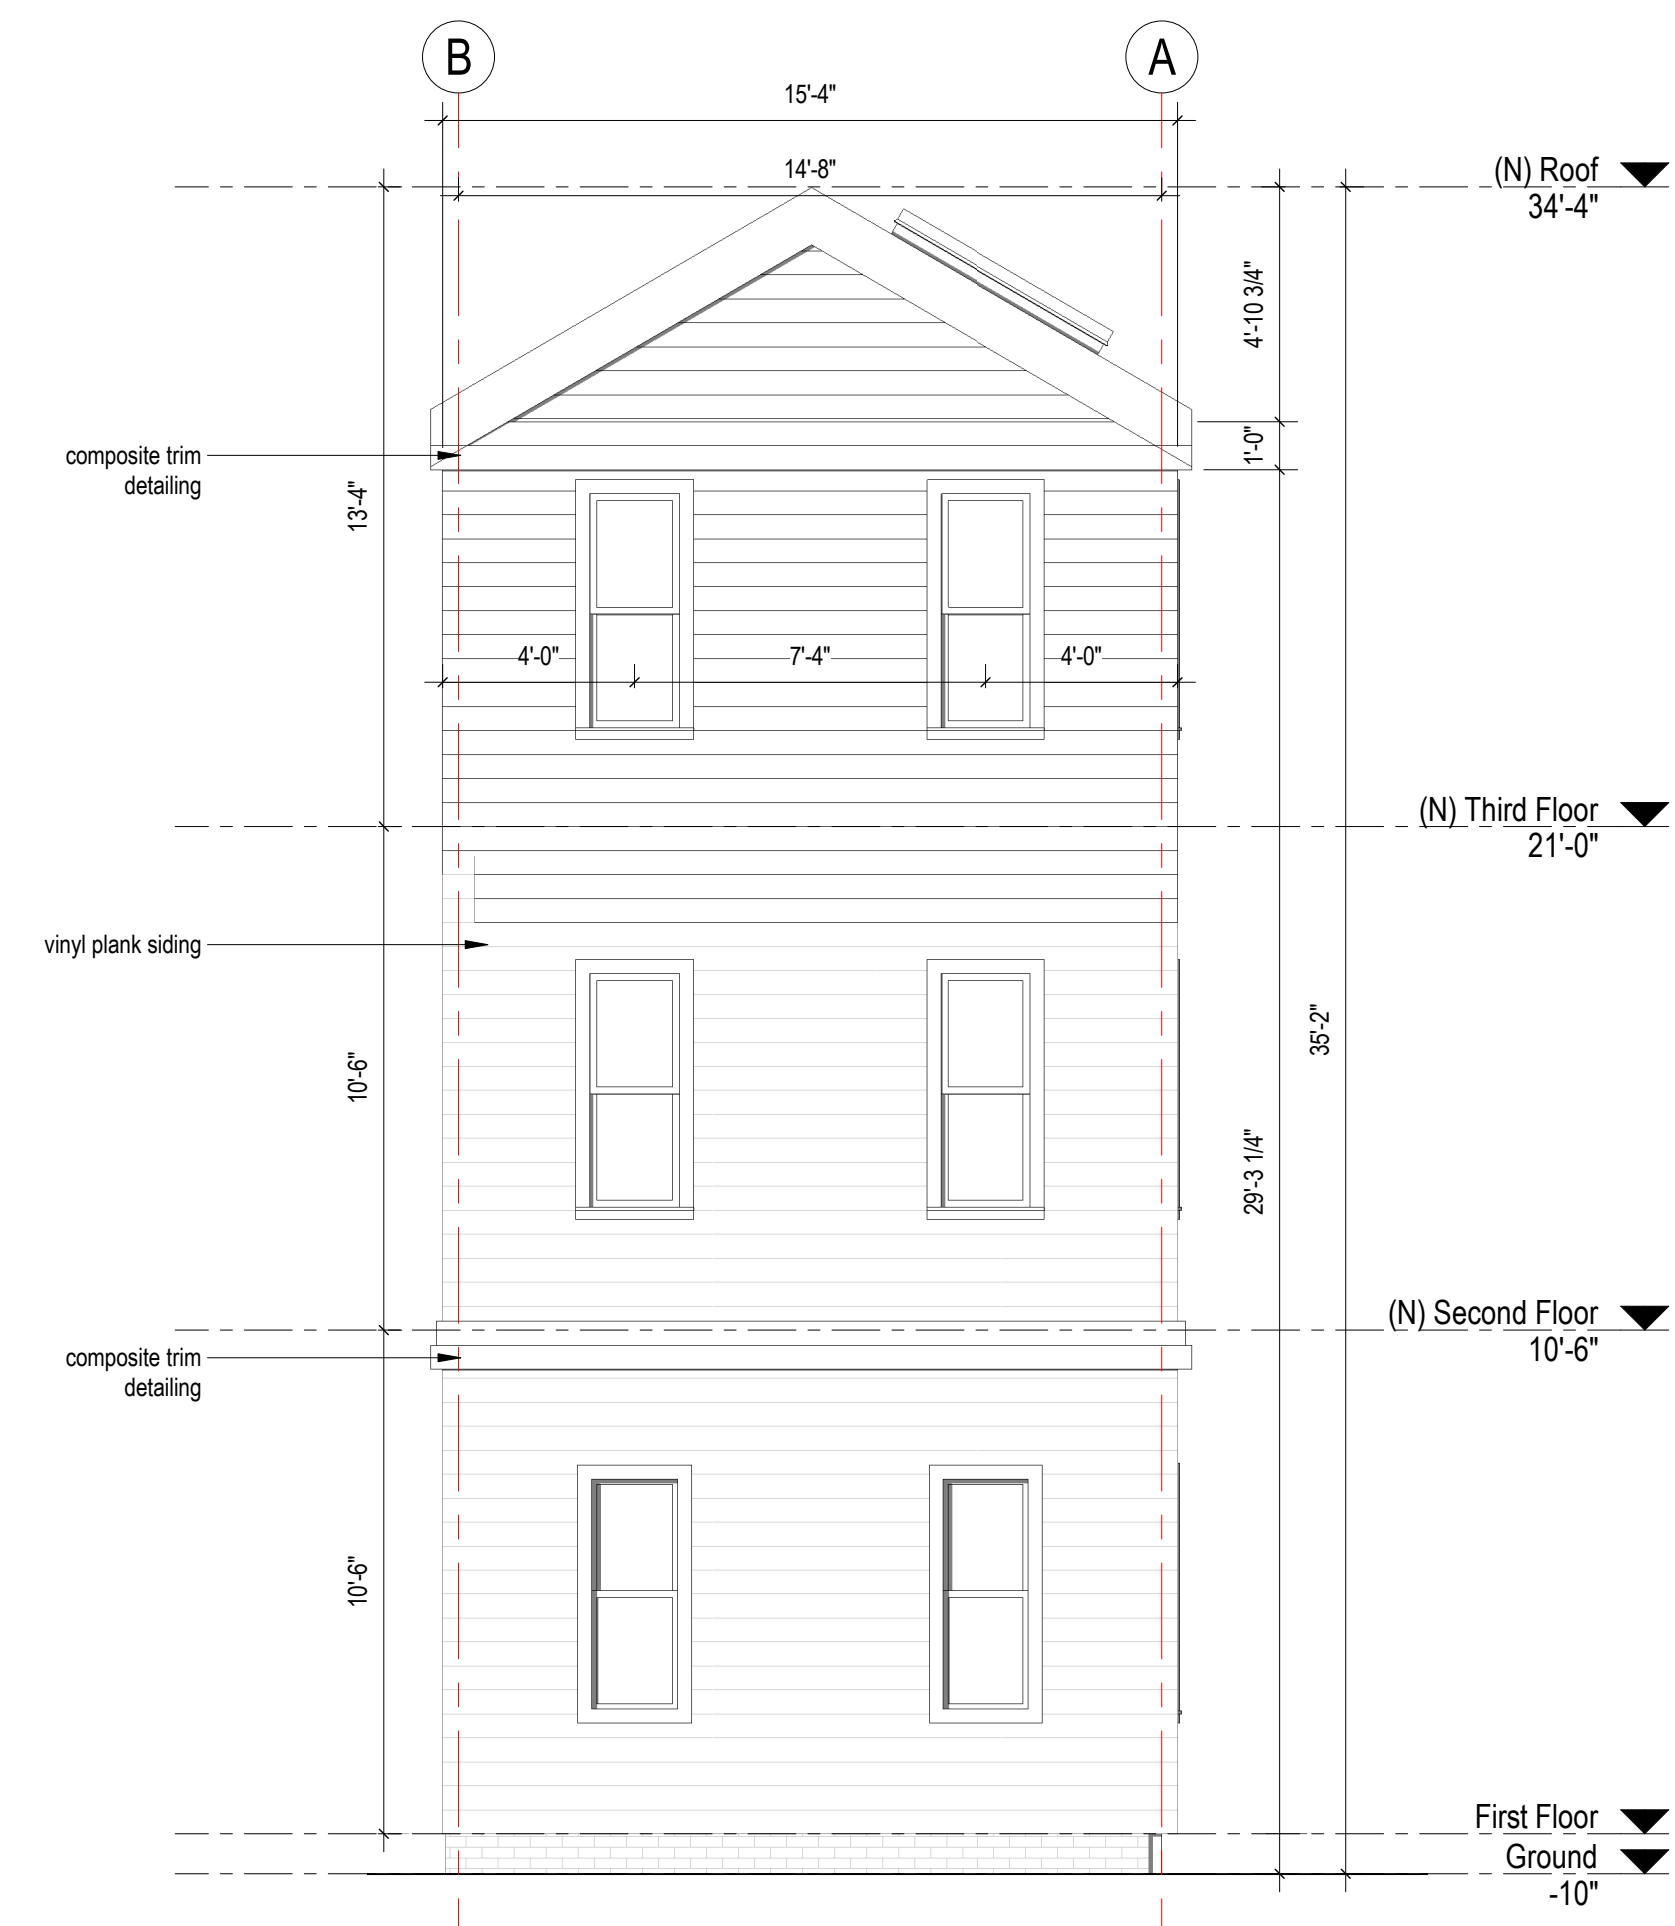 B
A
15'-4"
14'-8"
(N) Roof
34'-4"
4'-10 3/4"
1'-0"
composite trim
detailing
13'-4"
4'-0"
7'-4"
4'-0"
(N) Third Floor
21'-0"
vinyl plank siding
10'-6"
35'-2"
29'-3 1/4"
(N) Second Floor
10'-6"
composite trim
detailing
10'-6"
First Floor
Ground
-10"